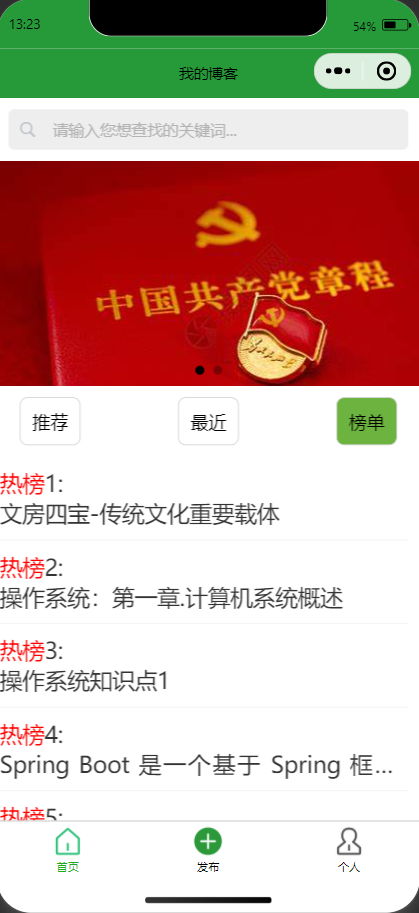 13:23
54%
我的博客
请输入您想查找的关键词...
中国共产党章程
推荐
最近
榜单
热榜1:
文房四宝-传统文化重要载体
热榜2:
操作系统：第一章.计算机系统概述
热榜3:
操作系统知识点1
热榜4:
Spring Boot 是一个基于 Spring 框...
热榜5:
首页
发布
个人